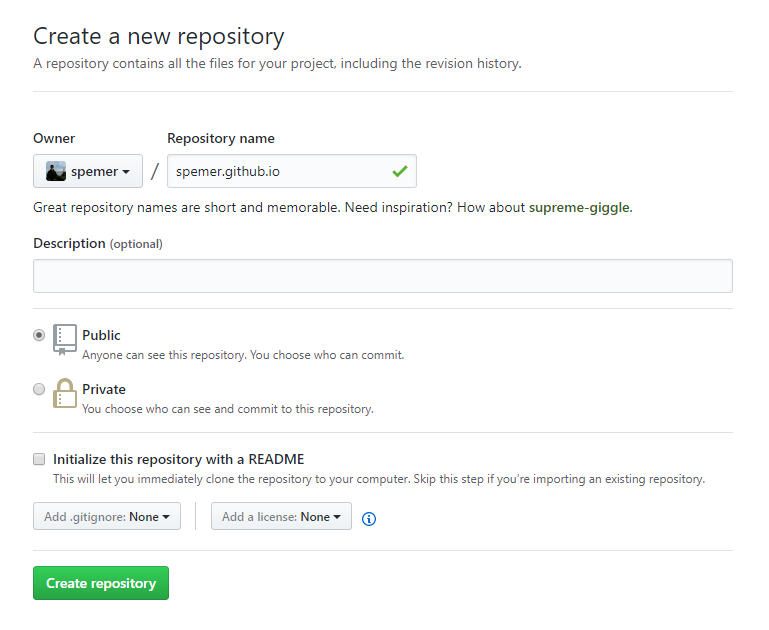 Create a new repository
A repository contains all the files for your project, including the revision history.
Owner Repository name
spemer / spemer.github.io
Great repository names are short and memorable. Need inspiration? How about supreme-giggle.
Description (optional)
Public
Anyone can see this repository. You choose who can commit.
Private
You choose who can see and commit to this repository.
Initialize this repository with a README
This will let you immediately clone the repository to your computer. Skip this step if you're importing an existing repository.
Add .gitignore: None Add a license: None
Create repository